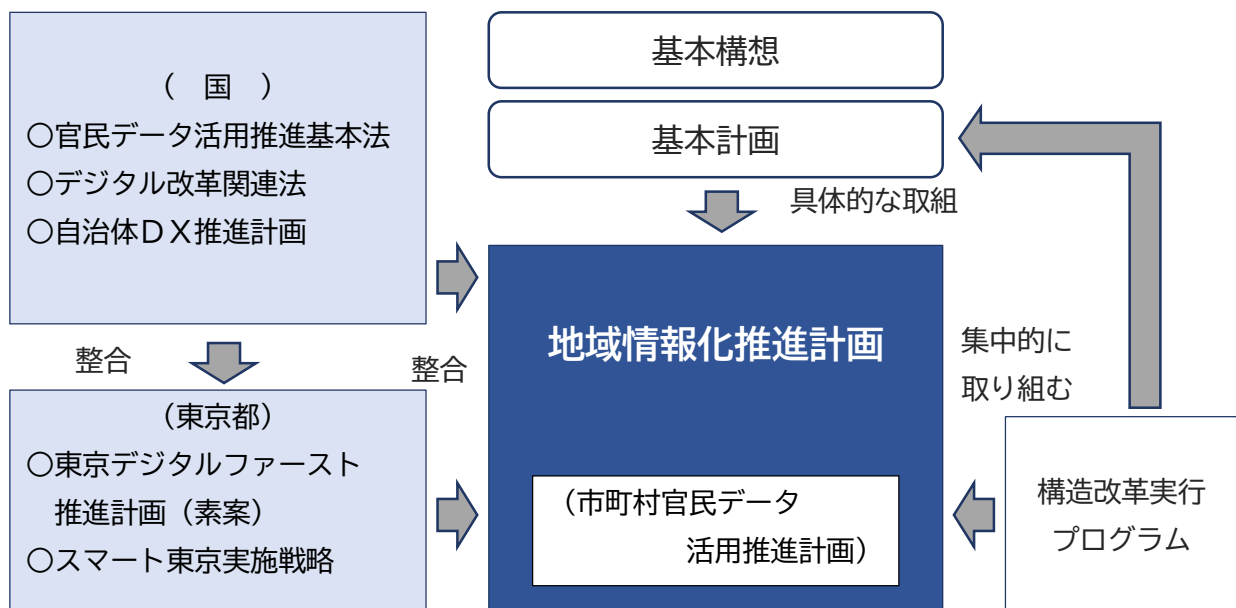 （　国　）
○官民データ活用推進基本法
○デジタル改革関連法
○自治体ＤＸ推進計画
整合
（東京都）
○東京デジタルファースト
推進計画（素案）
○スマート東京実施戦略
整合
基本構想
基本計画
具体的な取組
地域情報化推進計画
（市町村官民データ
活用推進計画）
集中的に
取り組む
構造改革実行
プログラム